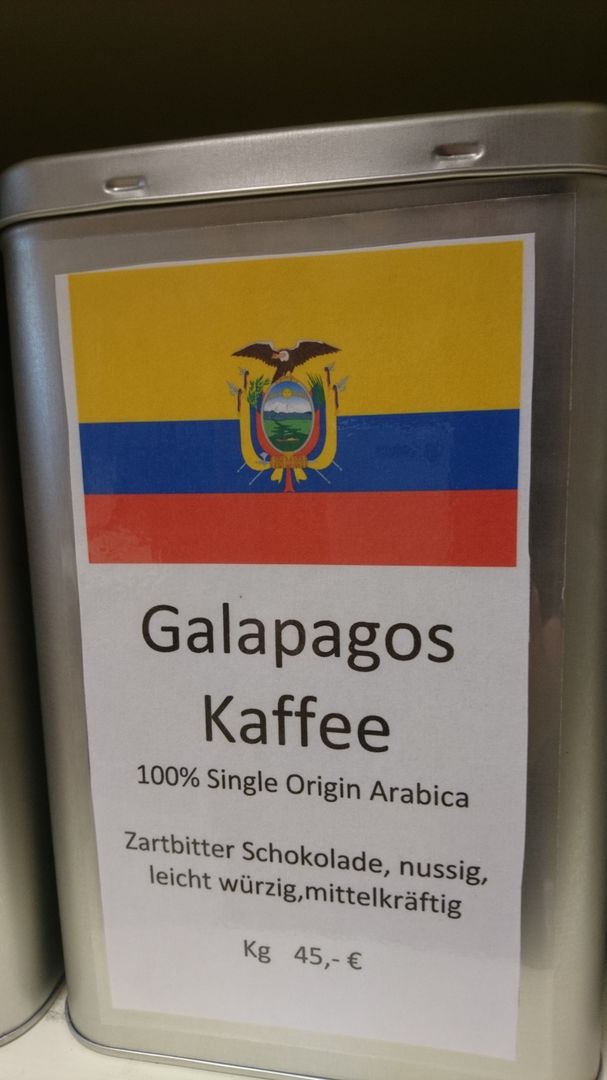 Galapagos
Kaffee
100% Single Origin Arabica
Zartbitter Schokolade, nussig,
leicht würzig,mittelkräftig
Kg 45,- €